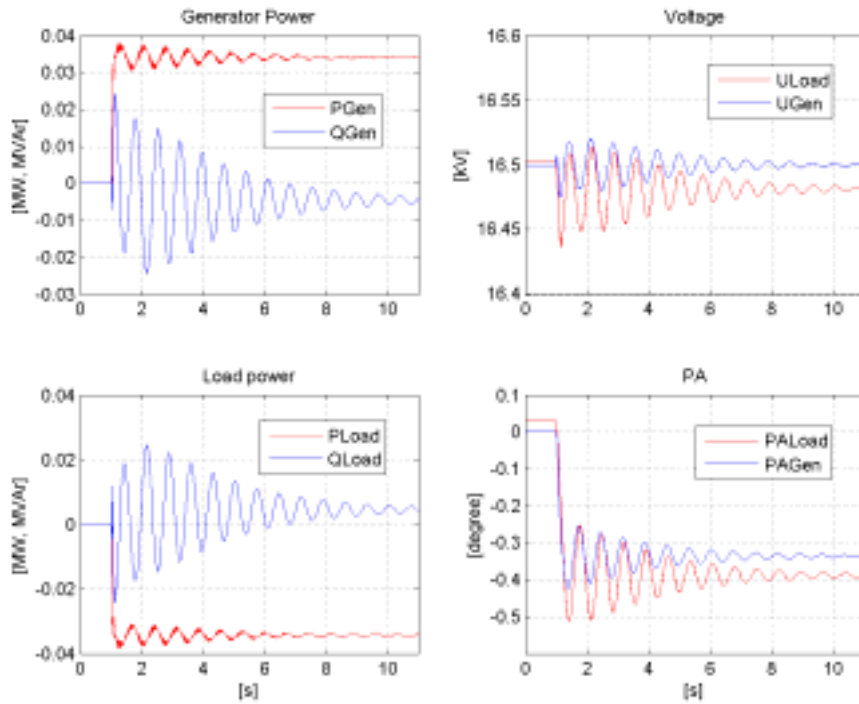 Generator Power
0.04
0.03
0.02
0.01
0
-0.01
-0.02
-0.03
[MW, MVAr]
PGen
QGen
0 2 4 6 8 10
Voltage
16.6
16.55
16.5
16.45
16.4
[kV]
ULoad
UGen
0 2 4 6 8 10
Load power
0.04
0.02
0
-0.02
-0.04
[MW, MVAr]
PLoad
QLoad
0 2 4 6 8 10
[s]
PA
0.1
0
-0.1
-0.2
-0.3
-0.4
-0.5
[degree]
PALoad
PAGen
0 2 4 6 8 10
[s]